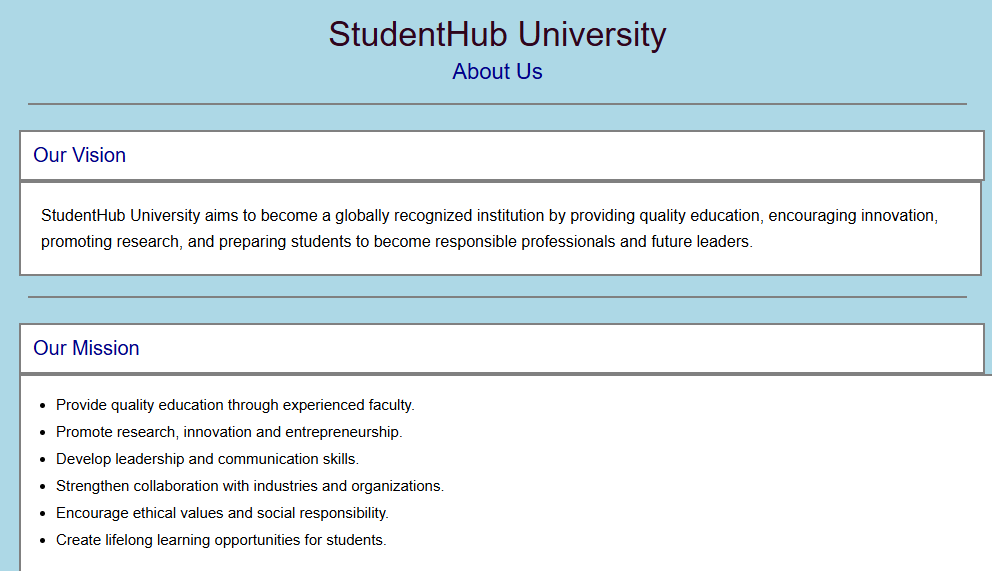 StudentHub University
About Us
Our Vision
StudentHub University aims to become a globally recognized institution by providing quality education, encouraging innovation,
promoting research, and preparing students to become responsible professionals and future leaders.
Our Mission
• Provide quality education through experienced faculty.
• Promote research, innovation and entrepreneurship.
• Develop leadership and communication skills.
• Strengthen collaboration with industries and organizations.
• Encourage ethical values and social responsibility.
• Create lifelong learning opportunities for students.